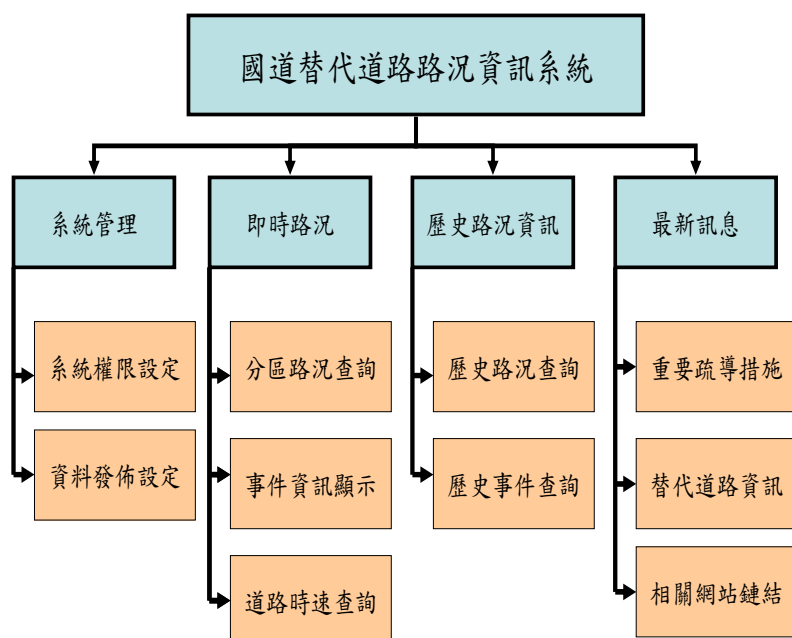 國道替代道路路況資訊系統
系統管理
即時路況
歷史路況資訊
最新訊息
系統權限設定
分區路況查詢
歷史路況查詢
重要疏導措施
資料發佈設定
事件資訊顯示
歷史事件查詢
替代道路資訊
道路時速查詢
相關網站鏈結